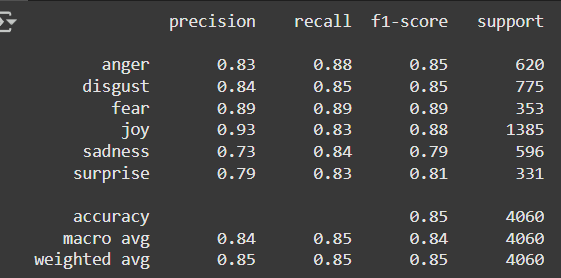 precision recall f1-score support
anger 0.83 0.88 0.85 620
disgust 0.84 0.85 0.85 775
fear 0.89 0.89 0.89 353
joy 0.93 0.83 0.88 1385
sadness 0.73 0.84 0.79 596
surprise 0.79 0.83 0.81 331
accuracy 0.85 4060
macro avg 0.84 0.85 0.84 4060
weighted avg 0.85 0.85 0.85 4060